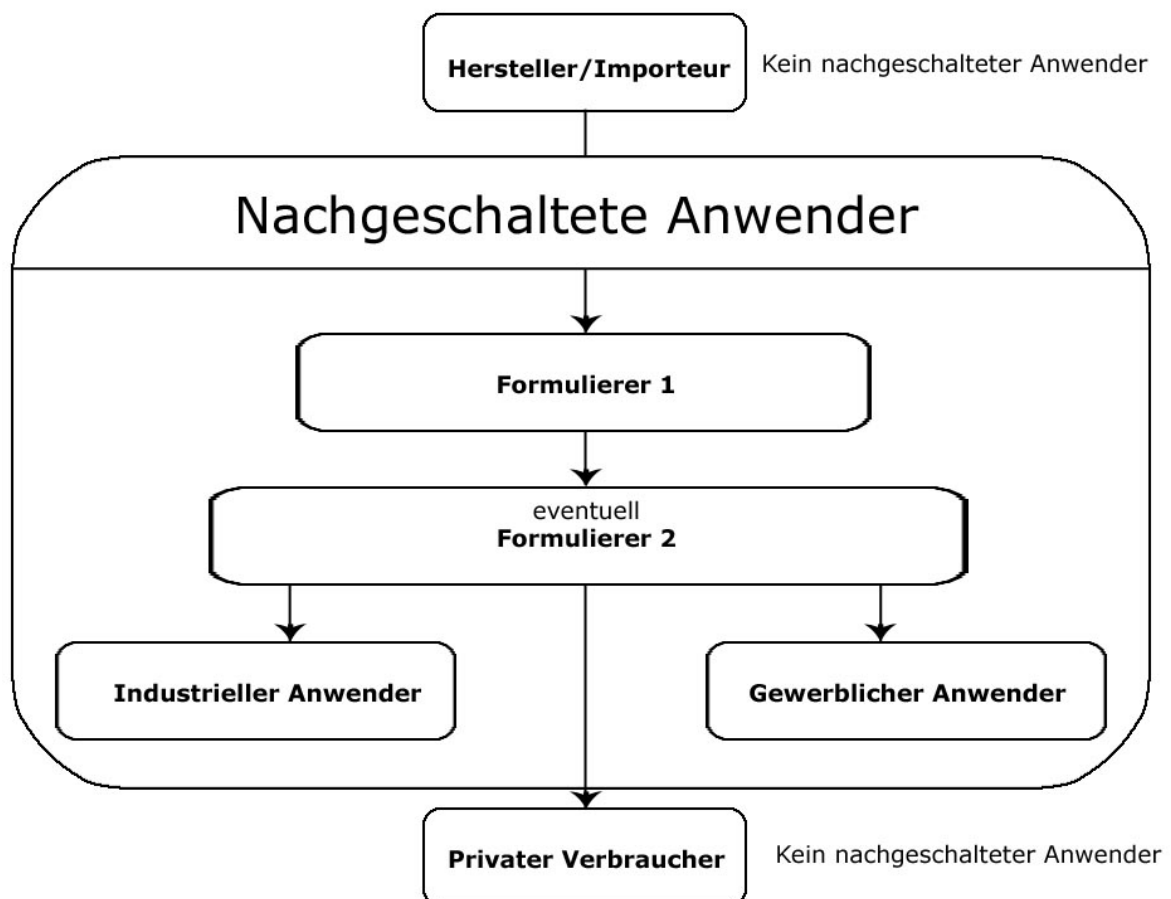 Hersteller/Importeur
Kein nachgeschalteter Anwender
Nachgeschaltete Anwender
Formulierer 1
eventuell
Formulierer 2
Industrieller Anwender
Gewerblicher Anwender
Privater Verbraucher
Kein nachgeschalteter Anwender